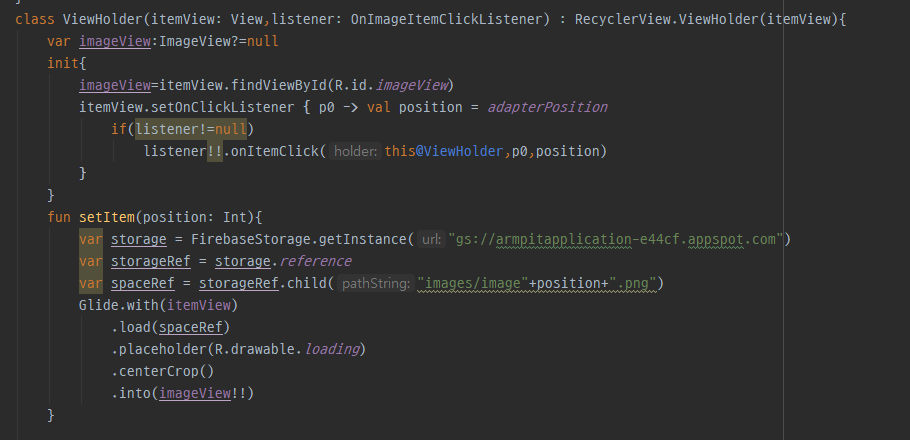 }
class ViewHolder(itemView: View,listener: OnImageItemClickListener) : RecyclerView.ViewHolder(itemView){
    var imageView:ImageView?=null
    init{
        imageView=itemView.findViewById(R.id.imageView)
        itemView.setOnClickListener { p0 -> val position = adapterPosition
            if(listener!=null)
                listener!!.onItemClick( holder: this@ViewHolder,p0,position)
        }
    }
    fun setItem(position: Int){
        var storage = FirebaseStorage.getInstance( url: "gs://armpitapplication-e44cf.appspot.com")
        var storageRef = storage.reference
        var spaceRef = storageRef.child( pathString: "images/image"+position+".png")
        Glide.with(itemView)
            .load(spaceRef)
            .placeholder(R.drawable.loading)
            .centerCrop()
            .into(imageView!!)
    }